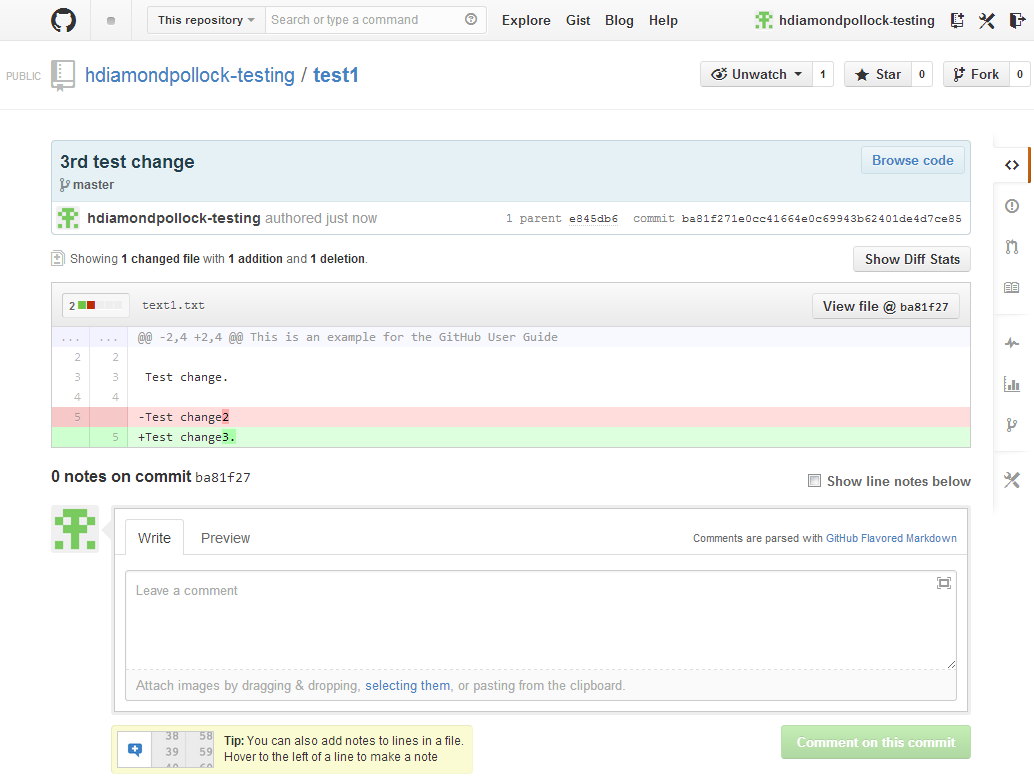 This repository Search or type a command Explore Gist Blog Help hdiamondpollock-testing
PUBLIC hdiamondpollock-testing / test1 Unwatch 1 Star 0 Fork 0
3rd test change Browse code
master
hdiamondpollock-testing authored just now 1 parent e845db6 commit ba81f271e0cc41664e0c69943b62401de4d7ce85
Showing 1 changed file with 1 addition and 1 deletion. Show Diff Stats
2 text1.txt View file @ ba81f27
... ... @@ -2,4 +2,4 @@ This is an example for the GitHub User Guide
2 2
3 3 Test change.
4 4
5 -Test change2
5 +Test change3.
0 notes on commit ba81f27 Show line notes below
Write Preview Comments are parsed with GitHub Flavored Markdown
Leave a comment
Attach images by dragging & dropping, selecting them, or pasting from the clipboard.
38 58 Tip: You can also add notes to lines in a file.
39 59 Hover to the left of a line to make a note
40 60
Comment on this commit